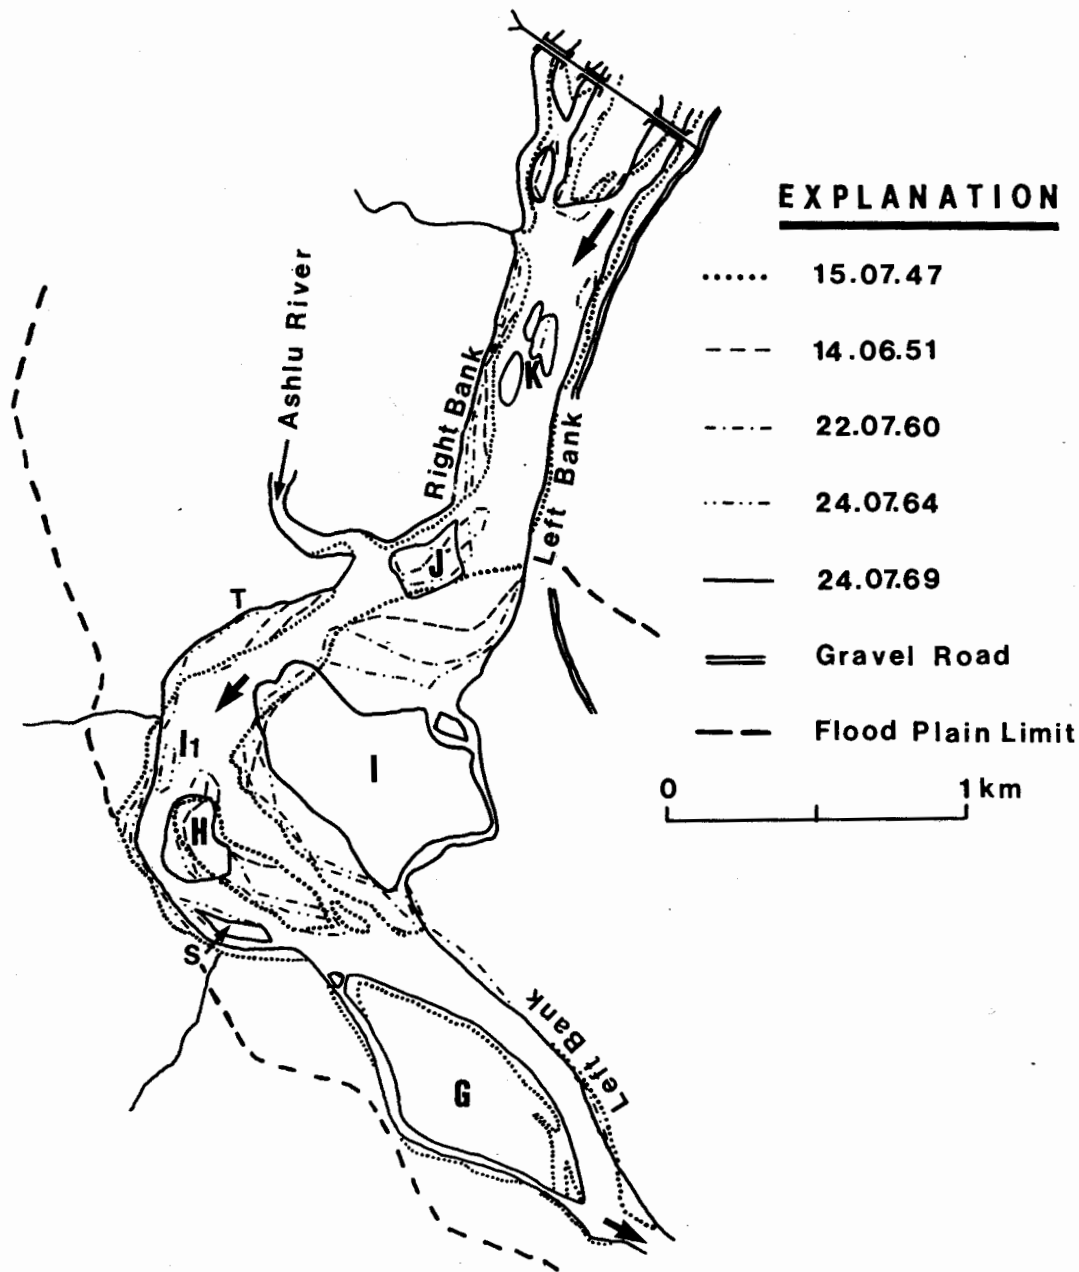 EXPLANATION
15.07.47
14.06.51
22.07.60
24.07.64
24.07.69
Gravel Road
Flood Plain Limit
0 1 km
Ashlu River
Right Bank
Left Bank
K
J
T
I1
I
H
S
G
Left Bank